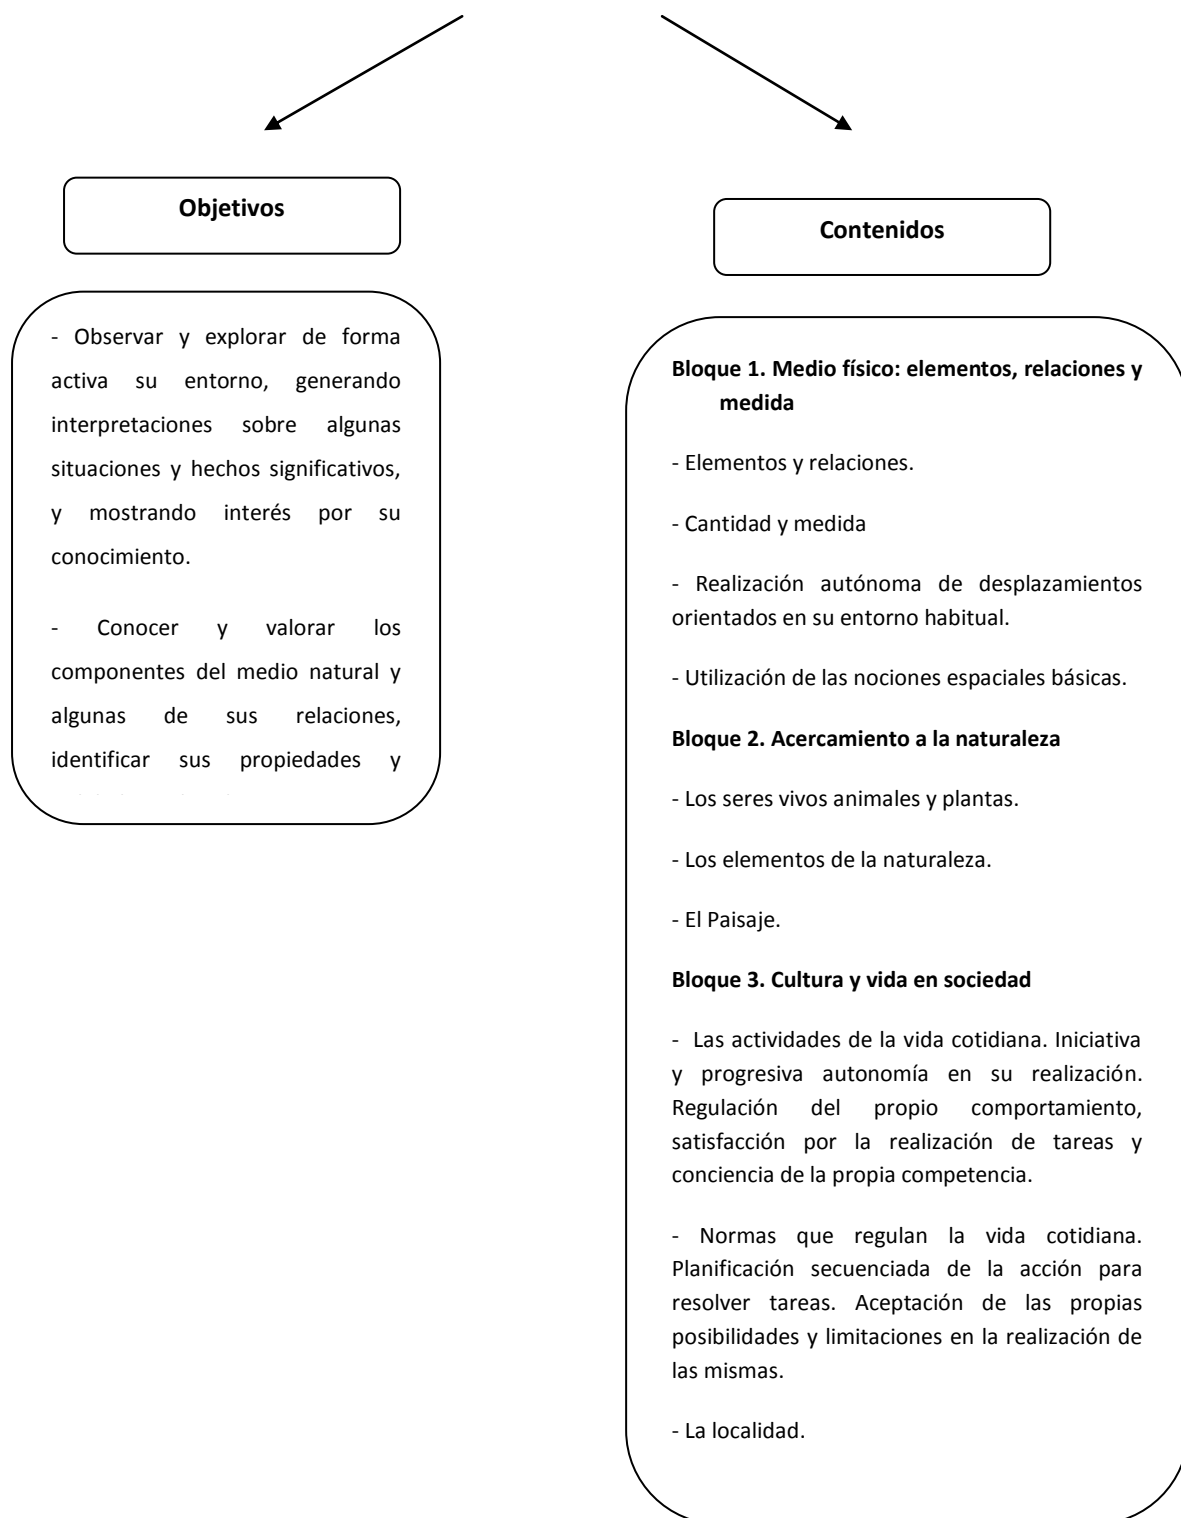 Objetivos
- Observar y explorar de forma
activa su entorno, generando
interpretaciones sobre algunas
situaciones y hechos significativos,
y mostrando interés por su
conocimiento.
- Conocer y valorar los
componentes del medio natural y
algunas de sus relaciones,
identificar sus propiedades y
Contenidos
Bloque 1. Medio físico: elementos, relaciones y
medida
- Elementos y relaciones.
- Cantidad y medida
- Realización autónoma de desplazamientos
orientados en su entorno habitual.
- Utilización de las nociones espaciales básicas.
Bloque 2. Acercamiento a la naturaleza
- Los seres vivos animales y plantas.
- Los elementos de la naturaleza.
- El Paisaje.
Bloque 3. Cultura y vida en sociedad
- Las actividades de la vida cotidiana. Iniciativa
y progresiva autonomía en su realización.
Regulación del propio comportamiento,
satisfacción por la realización de tareas y
conciencia de la propia competencia.
- Normas que regulan la vida cotidiana.
Planificación secuenciada de la acción para
resolver tareas. Aceptación de las propias
posibilidades y limitaciones en la realización de
las mismas.
- La localidad.